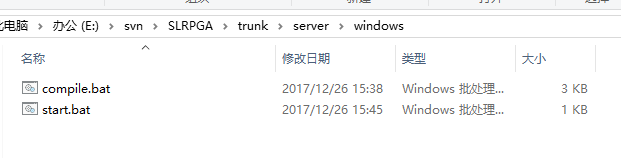 电脑 > 办公 (E:) > svn > SLRPGA > trunk > server > windows
名称 修改日期 类型 大小
compile.bat 2017/12/26 15:38 Windows 批处理... 3 KB
start.bat 2017/12/26 15:45 Windows 批处理... 1 KB